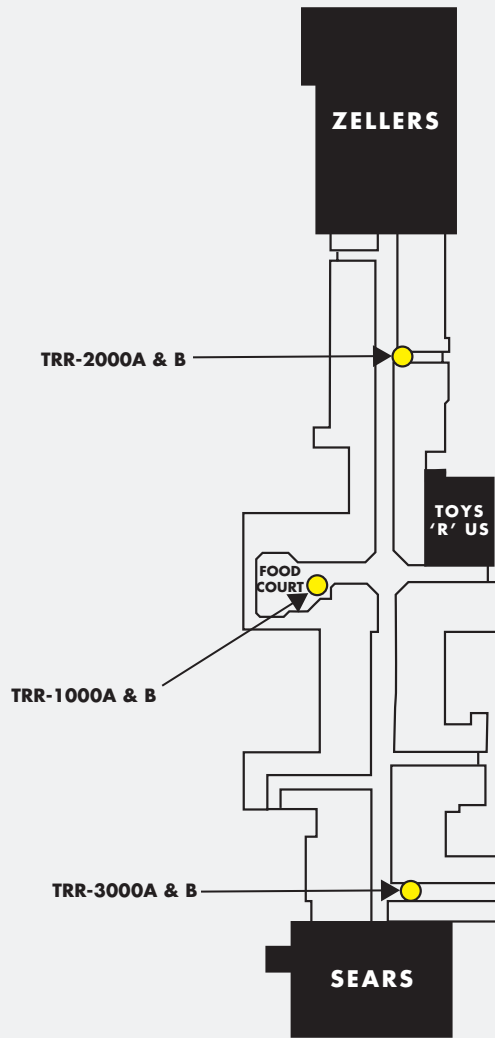 ZELLERS
TRR-2000A & B
TOYS
‘R’ US
FOOD
COURT
TRR-1000A & B
TRR-3000A & B
SEARS